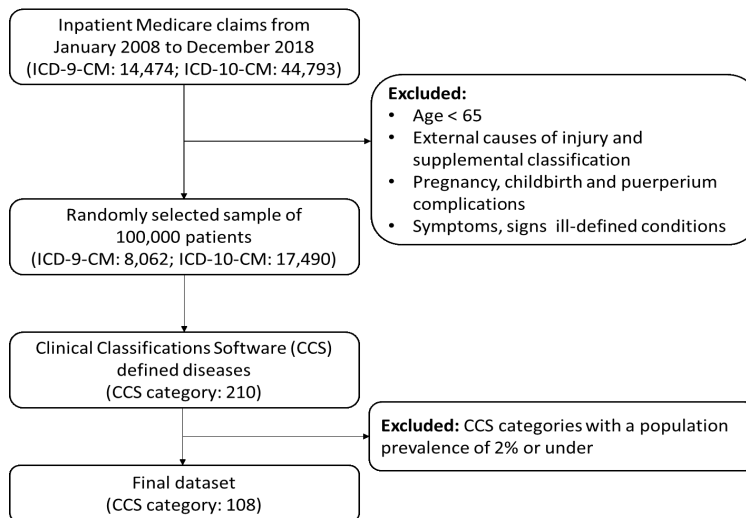 Inpatient Medicare claims from
January 2008 to December 2018
(ICD-9-CM: 14,474; ICD-10-CM: 44,793)
Excluded:
• Age < 65
• External causes of injury and
supplemental classification
• Pregnancy, childbirth and puerperium
complications
• Symptoms, signs ill-defined conditions
Randomly selected sample of
100,000 patients
(ICD-9-CM: 8,062; ICD-10-CM: 17,490)
Clinical Classifications Software (CCS)
defined diseases
(CCS category: 210)
Excluded: CCS categories with a population
prevalence of 2% or under
Final dataset
(CCS category: 108)